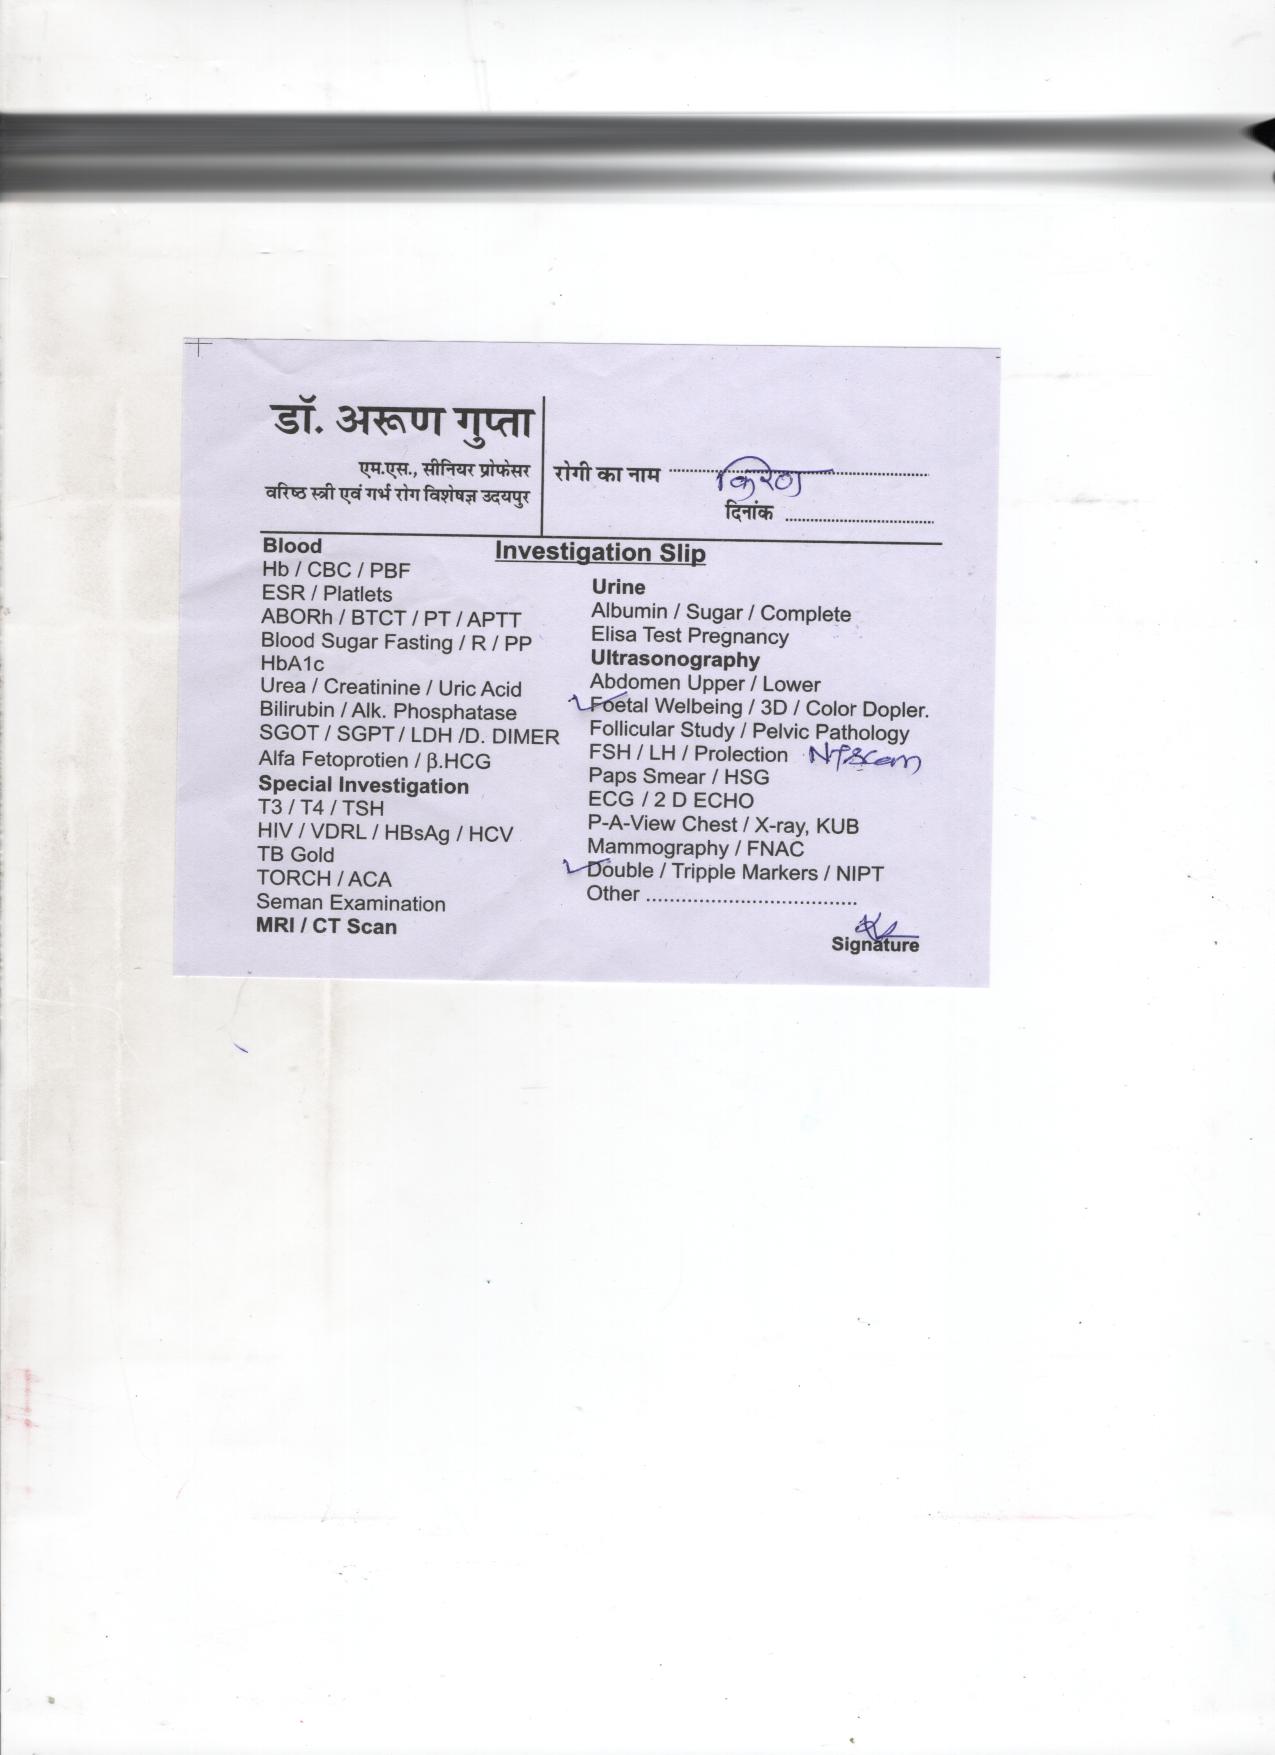 डॉ. अरूण गुप्ता
एम.एस., सीनियर प्रोफेसर
वरिष्ठ स्त्री एवं गर्भ रोग विशेषज्ञ उदयपुर
रोगी का नाम किरण
दिनांक
Investigation Slip
Blood
Hb / CBC / PBF
ESR / Platlets
ABORh / BTCT / PT / APTT
Blood Sugar Fasting / R / PP
HbA1c
Urea / Creatinine / Uric Acid
Bilirubin / Alk. Phosphatase
SGOT / SGPT / LDH /D. DIMER
Alfa Fetoprotien / β.HCG
Special Investigation
T3 / T4 / TSH
HIV / VDRL / HBsAg / HCV
TB Gold
TORCH / ACA
Seman Examination
MRI / CT Scan
Urine
Albumin / Sugar / Complete
Elisa Test Pregnancy
Ultrasonography
Abdomen Upper / Lower
Foetal Welbeing / 3D / Color Dopler.
Follicular Study / Pelvic Pathology
FSH / LH / Prolection NT Scan
Paps Smear / HSG
ECG / 2 D ECHO
P-A-View Chest / X-ray, KUB
Mammography / FNAC
Double / Tripple Markers / NIPT
Other ....................................
Signature